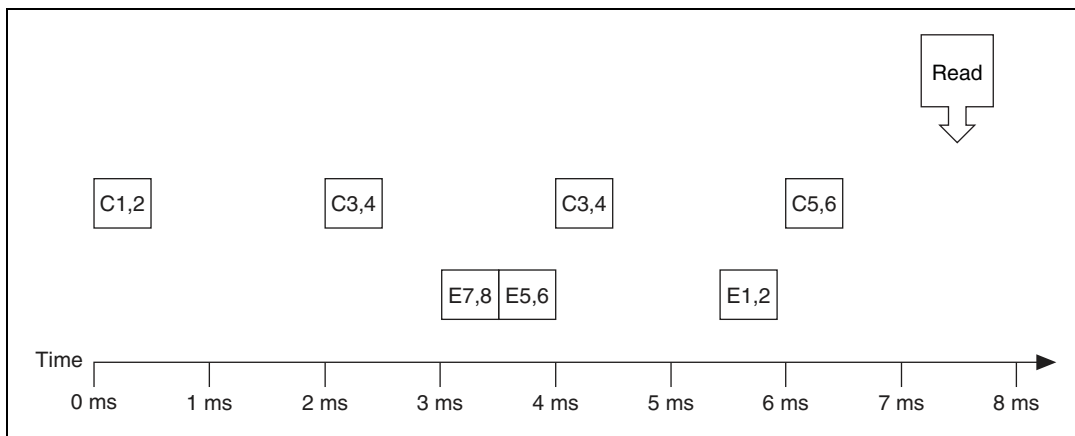 Read
C1,2 C3,4 C3,4 C5,6
E7,8 E5,6 E1,2
Time
0 ms 1 ms 2 ms 3 ms 4 ms 5 ms 6 ms 7 ms 8 ms